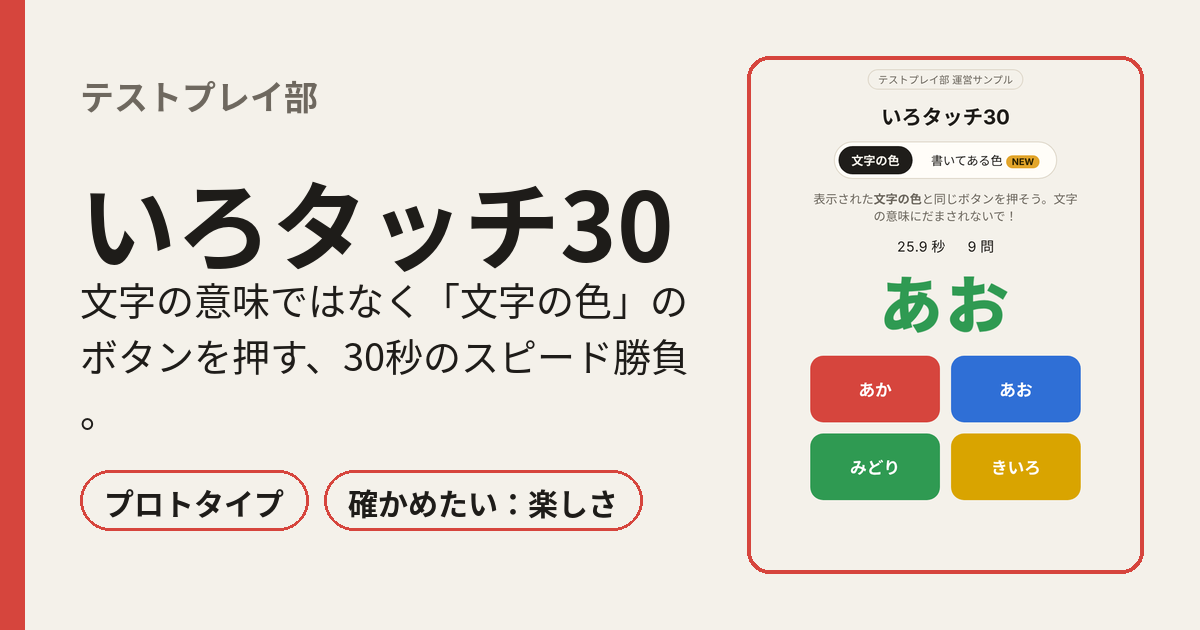 テストプレイ部
いろタッチ30
文字の意味ではなく「文字の色」の
ボタンを押す、30秒のスピード勝負
。
プロトタイプ
確かめたい：楽しさ
テストプレイ部 運営サンプル
いろタッチ30
文字の色
書いてある色 NEW
表示された文字の色と同じボタンを押そう。文字
の意味にだまされないで！
25.9 秒 9 問
あお
あか
あお
みどり
きいろ